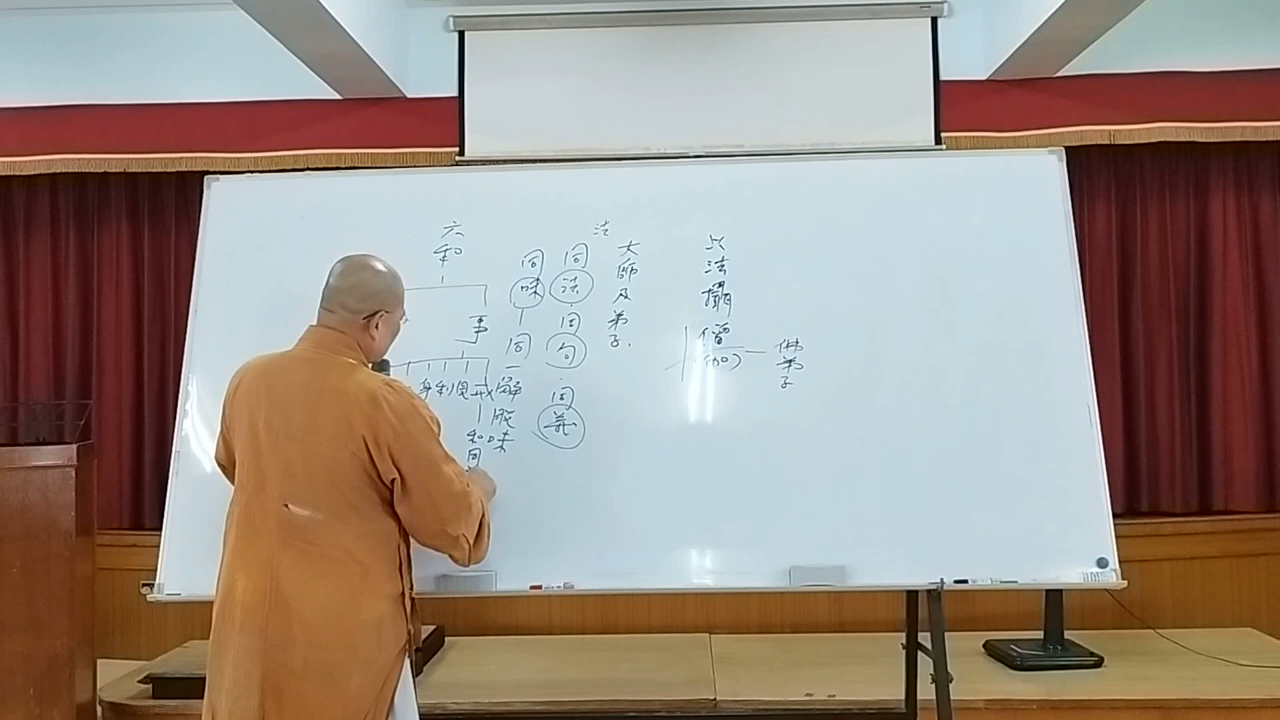 以法攝僧(伽)
佛弟子
法
大師及弟子.
同法.同句.同義
同味
同一解脫味
六和
事
身利見戒
和同